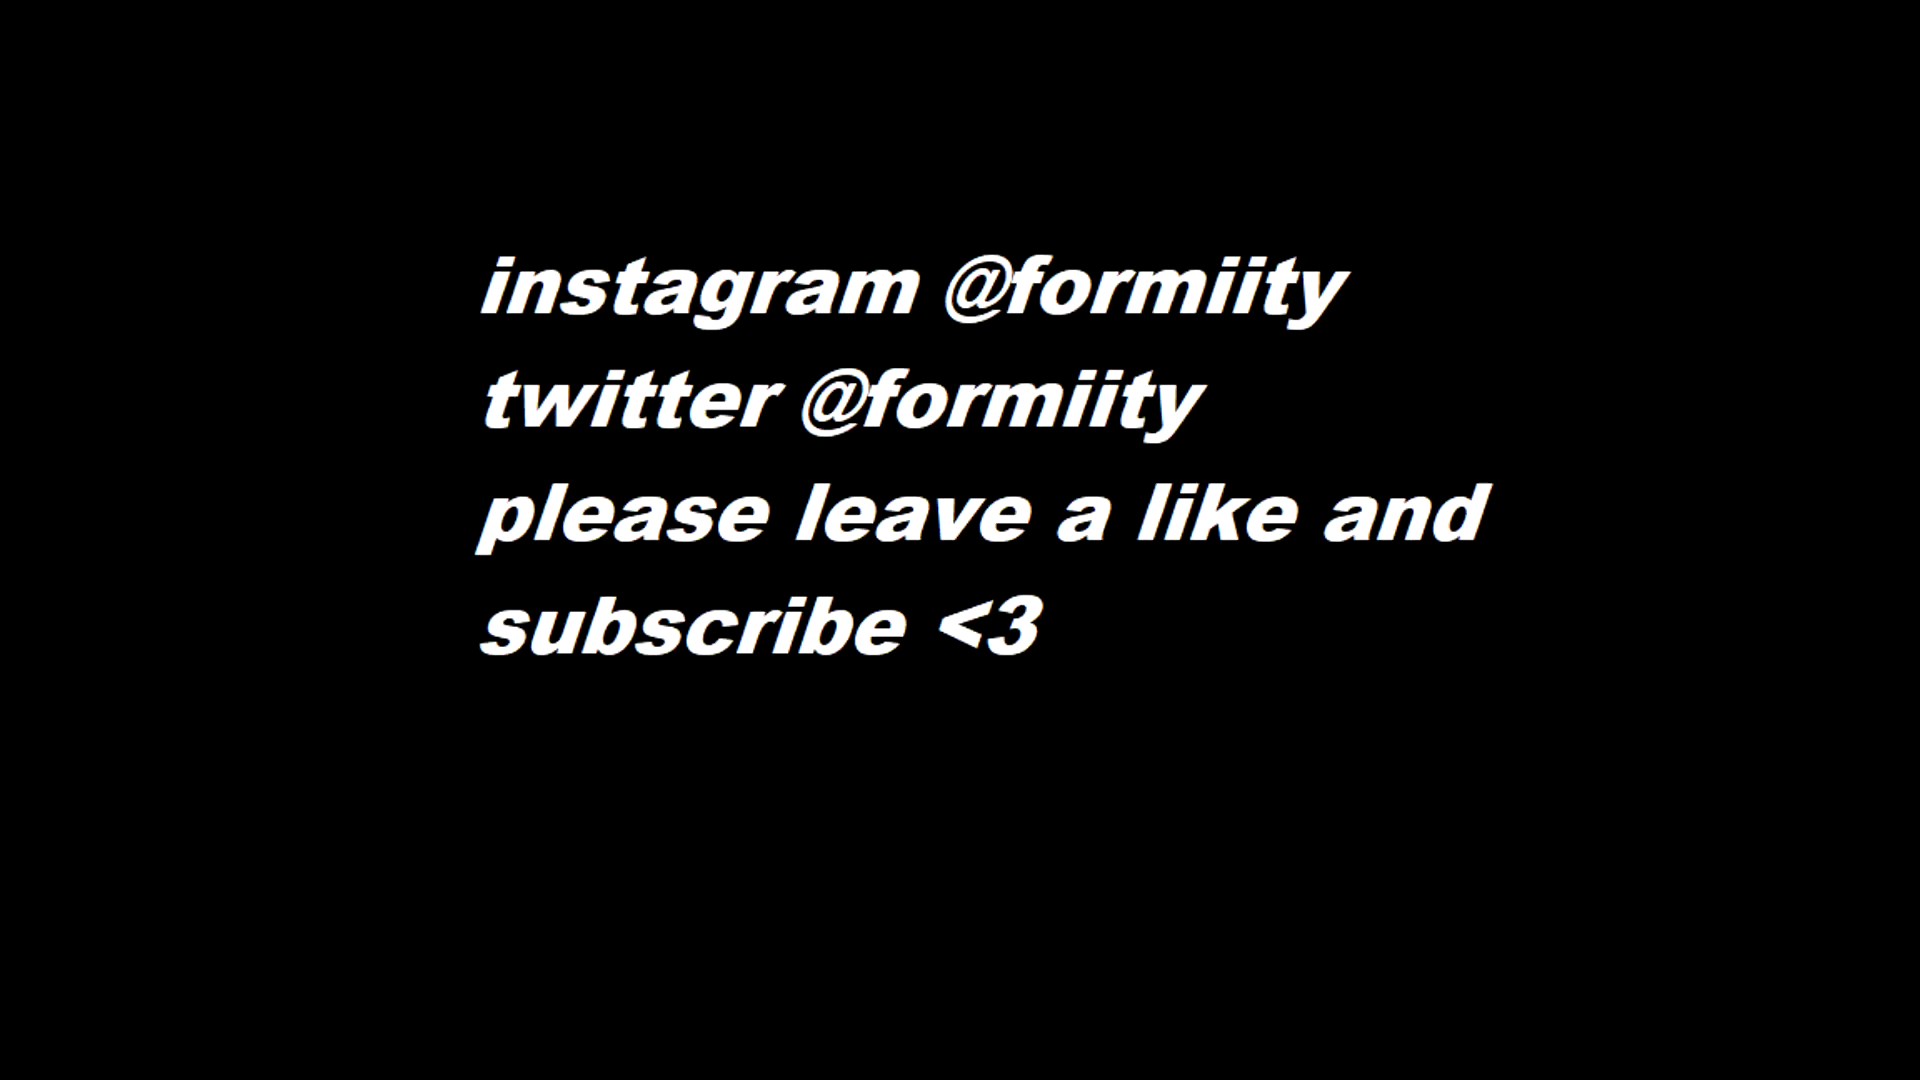 instagram @formiity
twitter @formiity
please leave a like and
subscribe <3